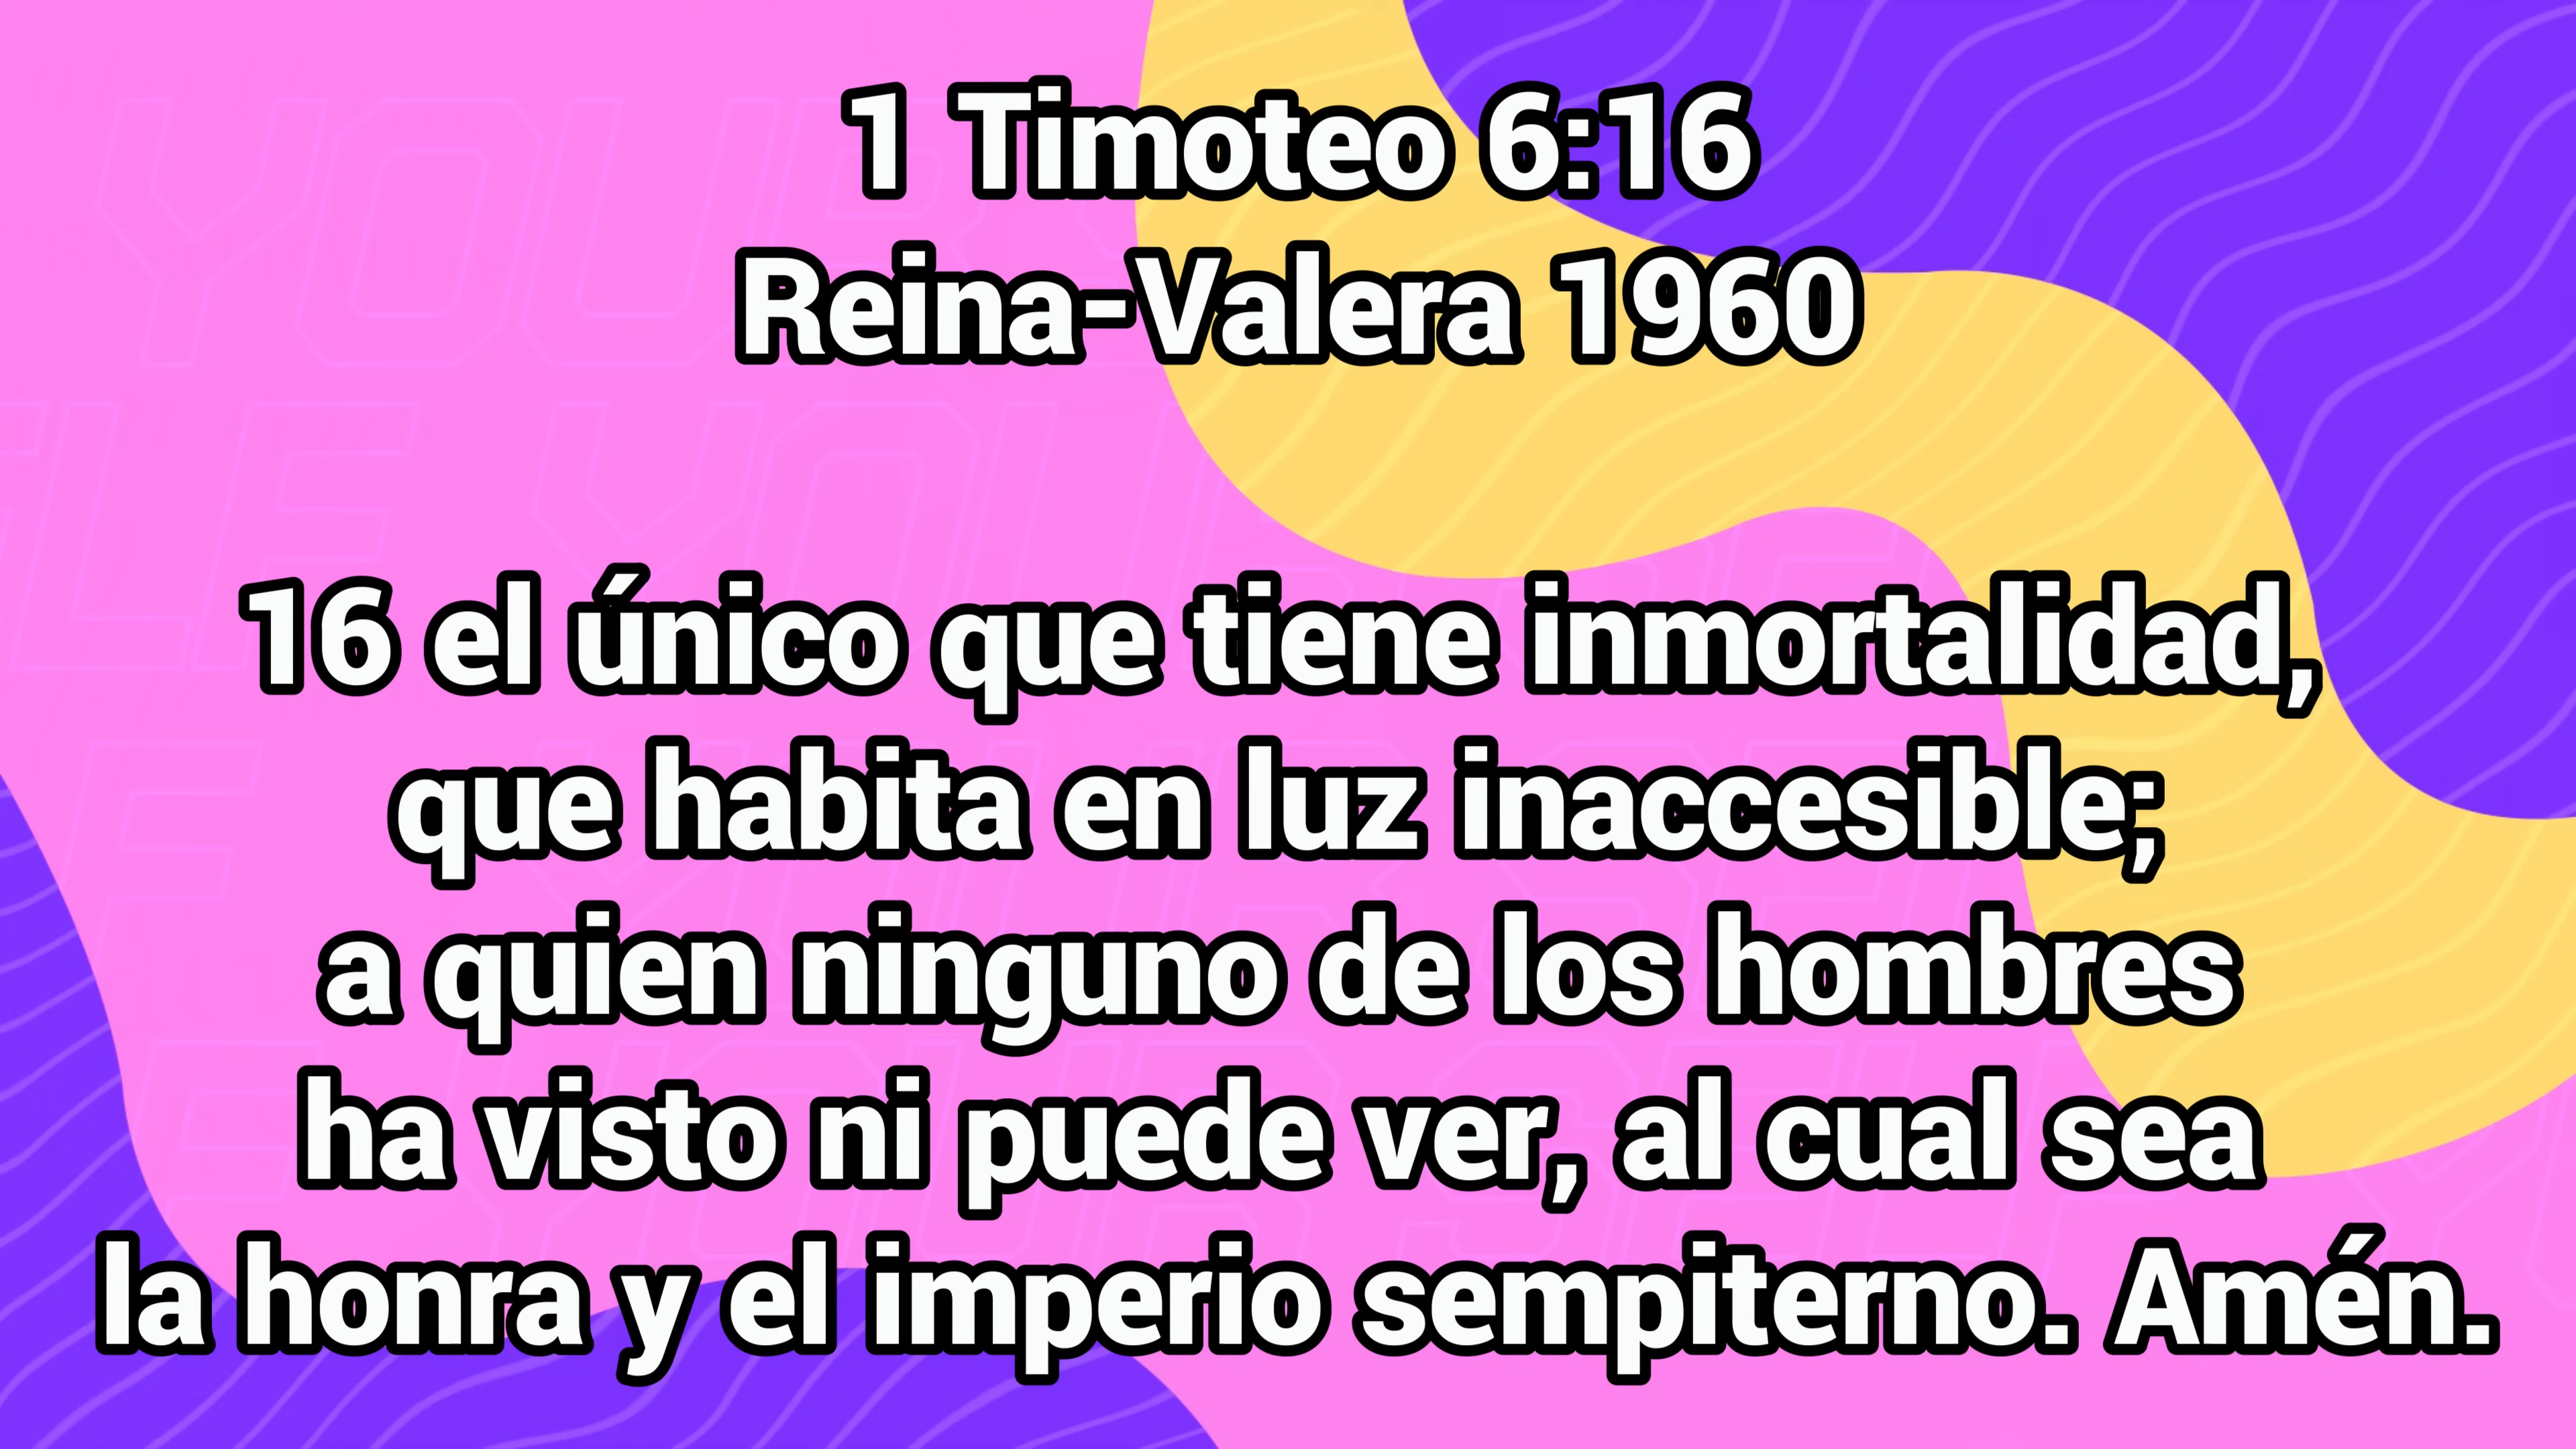 1 Timoteo 6:16
Reina-Valera 1960
16 el único que tiene inmortalidad,
que habita en luz inaccesible;
a quien ninguno de los hombres
ha visto ni puede ver, al cual sea
la honra y el imperio sempiterno. Amén.